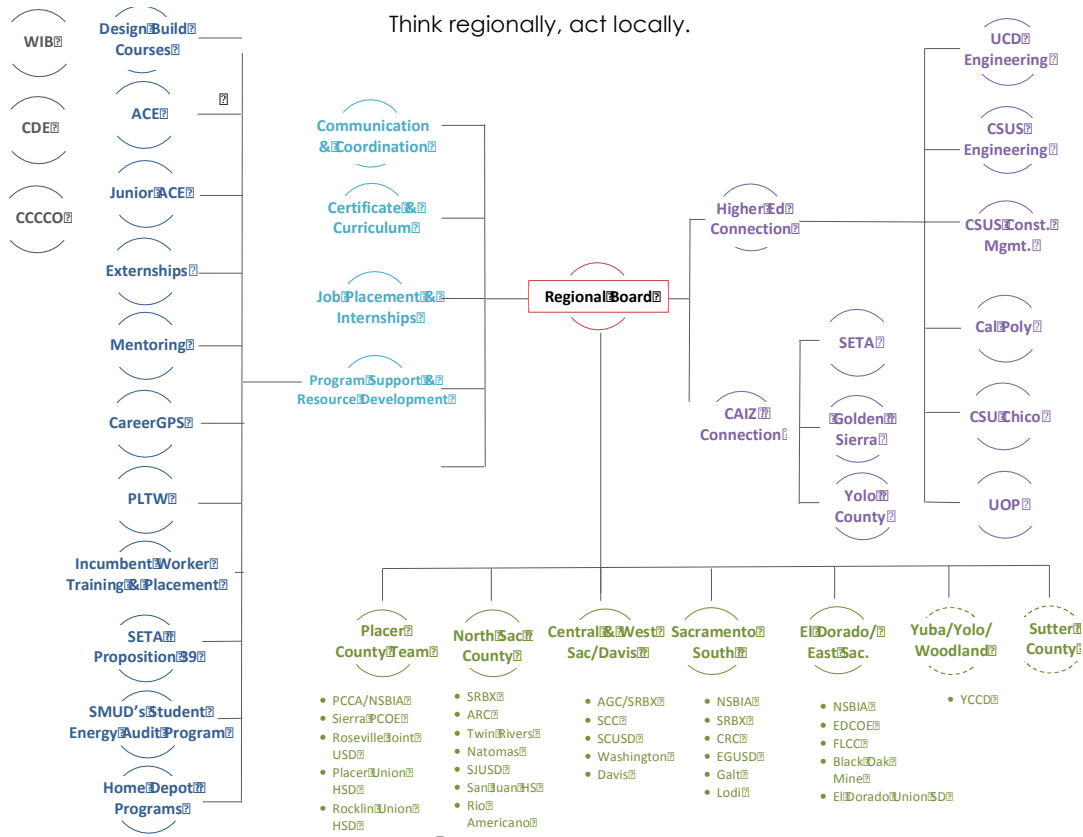 Think regionally, act locally.
WIB
CDE
CCCCO
Design Build
Courses
ACE
Junior ACE
Externships
Mentoring
CareerGPS
PLTW
Incumbent Worker
Training & Placement
SETA
Proposition 39
SMUD's Student
Energy Audit Program
Home Depot
Programs
Communication
& Coordination
Certificate &
Curriculum
Job Placement &
Internships
Program Support &
Resource Development
Regional Board
Higher Ed
Connection
CAIZ
Connection
SETA
Golden
Sierra
Yolo
County
UCD
Engineering
CSUS
Engineering
CSUS Const.
Mgmt.
Cal Poly
CSU Chico
UOP
Placer
County Team
• PCCA/NSBIA
• Sierra PCOE
• Roseville Joint
USD
• Placer Union
HSD
• Rocklin Union
HSD
North Sac
County
• SRBX
• ARC
• Twin Rivers
• Natomas
• SJUSD
• San Juan HS
• Rio
Americano
Central & West
Sac/Davis
• AGC/SRBX
• SCC
• SCUSD
• Washington
• Davis
Sacramento
South
• NSBIA
• SRBX
• CRC
• EGUSD
• Galt
• Lodi
El Dorado/
East Sac.
• NSBIA
• EDCOE
• FLCC
• Black Oak
Mine
• El Dorado Union SD
Yuba/Yolo/
Woodland
• YCCD
Sutter
County